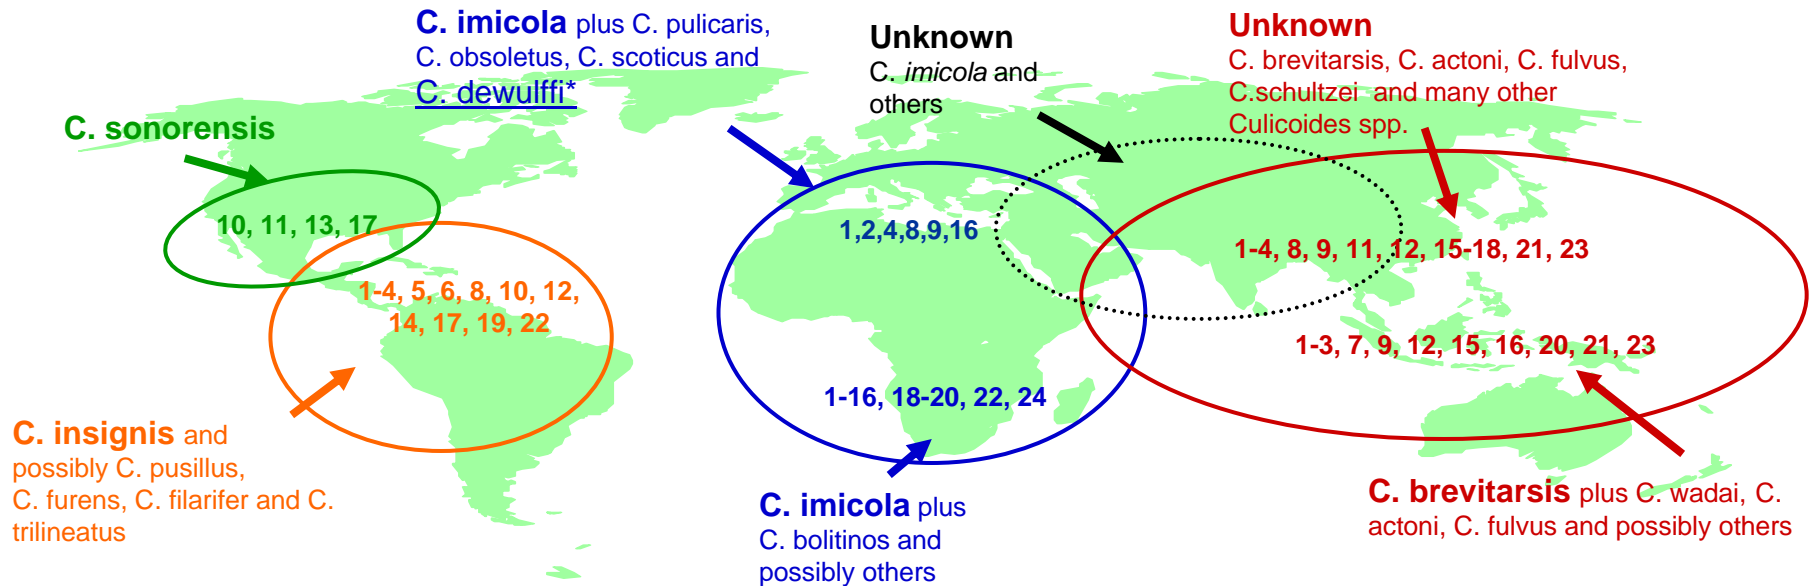 C. imicola plus C. pulicaris,
C. obsoletus, C. scoticus and
C. dewulffi*
Unknown
C. imicola and
others
Unknown
C. brevitarsis, C. actoni, C. fulvus,
C.schultzei and many other
Culicoides spp.
C. sonorensis
10, 11, 13, 17
1,2,4,8,9,16
1-4, 8, 9, 11, 12, 15-18, 21, 23
1-4, 5, 6, 8, 10, 12,
14, 17, 19, 22
1-3, 7, 9, 12, 15, 16, 20, 21, 23
1-16, 18-20, 22, 24
C. insignis and
possibly C. pusillus,
C. furens, C. filarifer and C.
trilineatus
C. imicola plus
C. bolitinos and
possibly others
C. brevitarsis plus C. wadai, C.
actoni, C. fulvus and possibly others